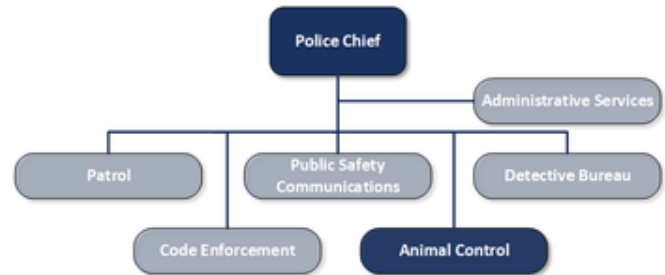 Police Chief
Administrative Services
Patrol
Public Safety
Communications
Detective Bureau
Code Enforcement
Animal Control